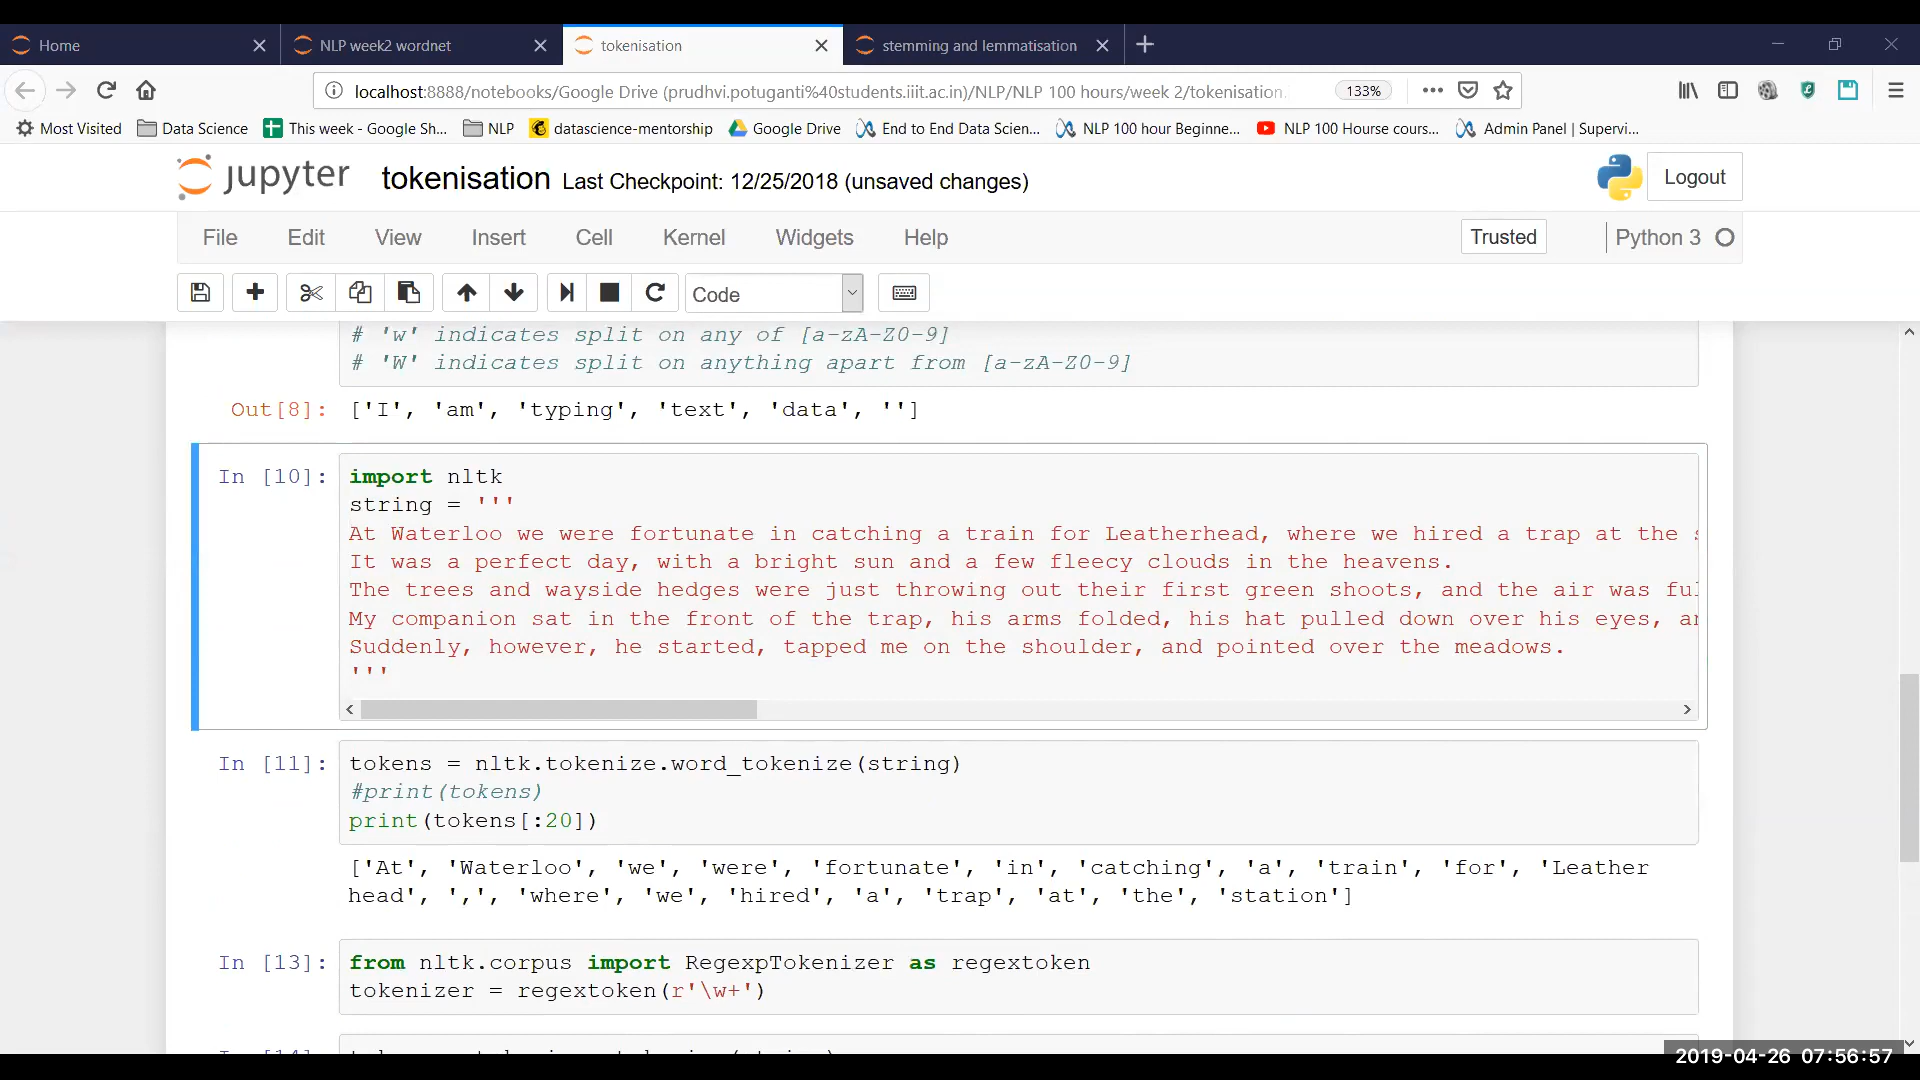 Home
NLP week2 wordnet
tokenisation
stemming and lemmatisation
localhost:8888/notebooks/Google Drive (prudhvi.potuganti%40students.iiit.ac.in)/NLP/NLP 100 hours/week 2/tokenisation.
133%
Most Visited
Data Science
This week - Google Sh...
NLP
datascience-mentorship
Google Drive
End to End Data Scien...
NLP 100 hour Beginne...
NLP 100 Hourse cours...
Admin Panel | Supervi...
jupyter
tokenisation Last Checkpoint: 12/25/2018 (unsaved changes)
Logout
File Edit View Insert Cell Kernel Widgets Help
Trusted
Python 3
Code
# 'w' indicates split on any of [a-zA-Z0-9]
# 'W' indicates split on anything apart from [a-zA-Z0-9]
Out[8]: ['I', 'am', 'typing', 'text', 'data', '']
In [10]: import nltk
string = '''
At Waterloo we were fortunate in catching a train for Leatherhead, where we hired a trap at the
It was a perfect day, with a bright sun and a few fleecy clouds in the heavens.
The trees and wayside hedges were just throwing out their first green shoots, and the air was ful
My companion sat in the front of the trap, his arms folded, his hat pulled down over his eyes, an
Suddenly, however, he started, tapped me on the shoulder, and pointed over the meadows.
'''
In [11]: tokens = nltk.tokenize.word_tokenize(string)
#print(tokens)
print(tokens[:20])
['At', 'Waterloo', 'we', 'were', 'fortunate', 'in', 'catching', 'a', 'train', 'for', 'Leather
head', ',', 'where', 'we', 'hired', 'a', 'trap', 'at', 'the', 'station']
In [13]: from nltk.corpus import RegexpTokenizer as regextoken
tokenizer = regextoken(r'\w+')
2019-04-26 07:56:57